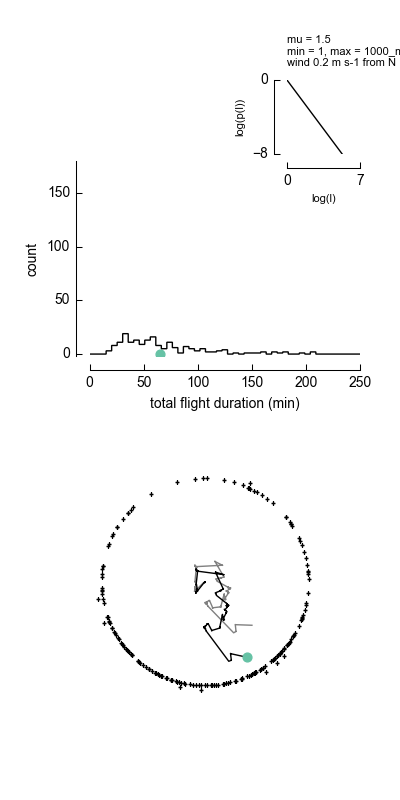 mu = 1.5
min = 1, max = 1000_m
wind 0.2 m s-1 from N
0
log(p(l))
−8
0
7
log(l)
150
100
50
0
count
0
50
100
150
200
250
total flight duration (min)